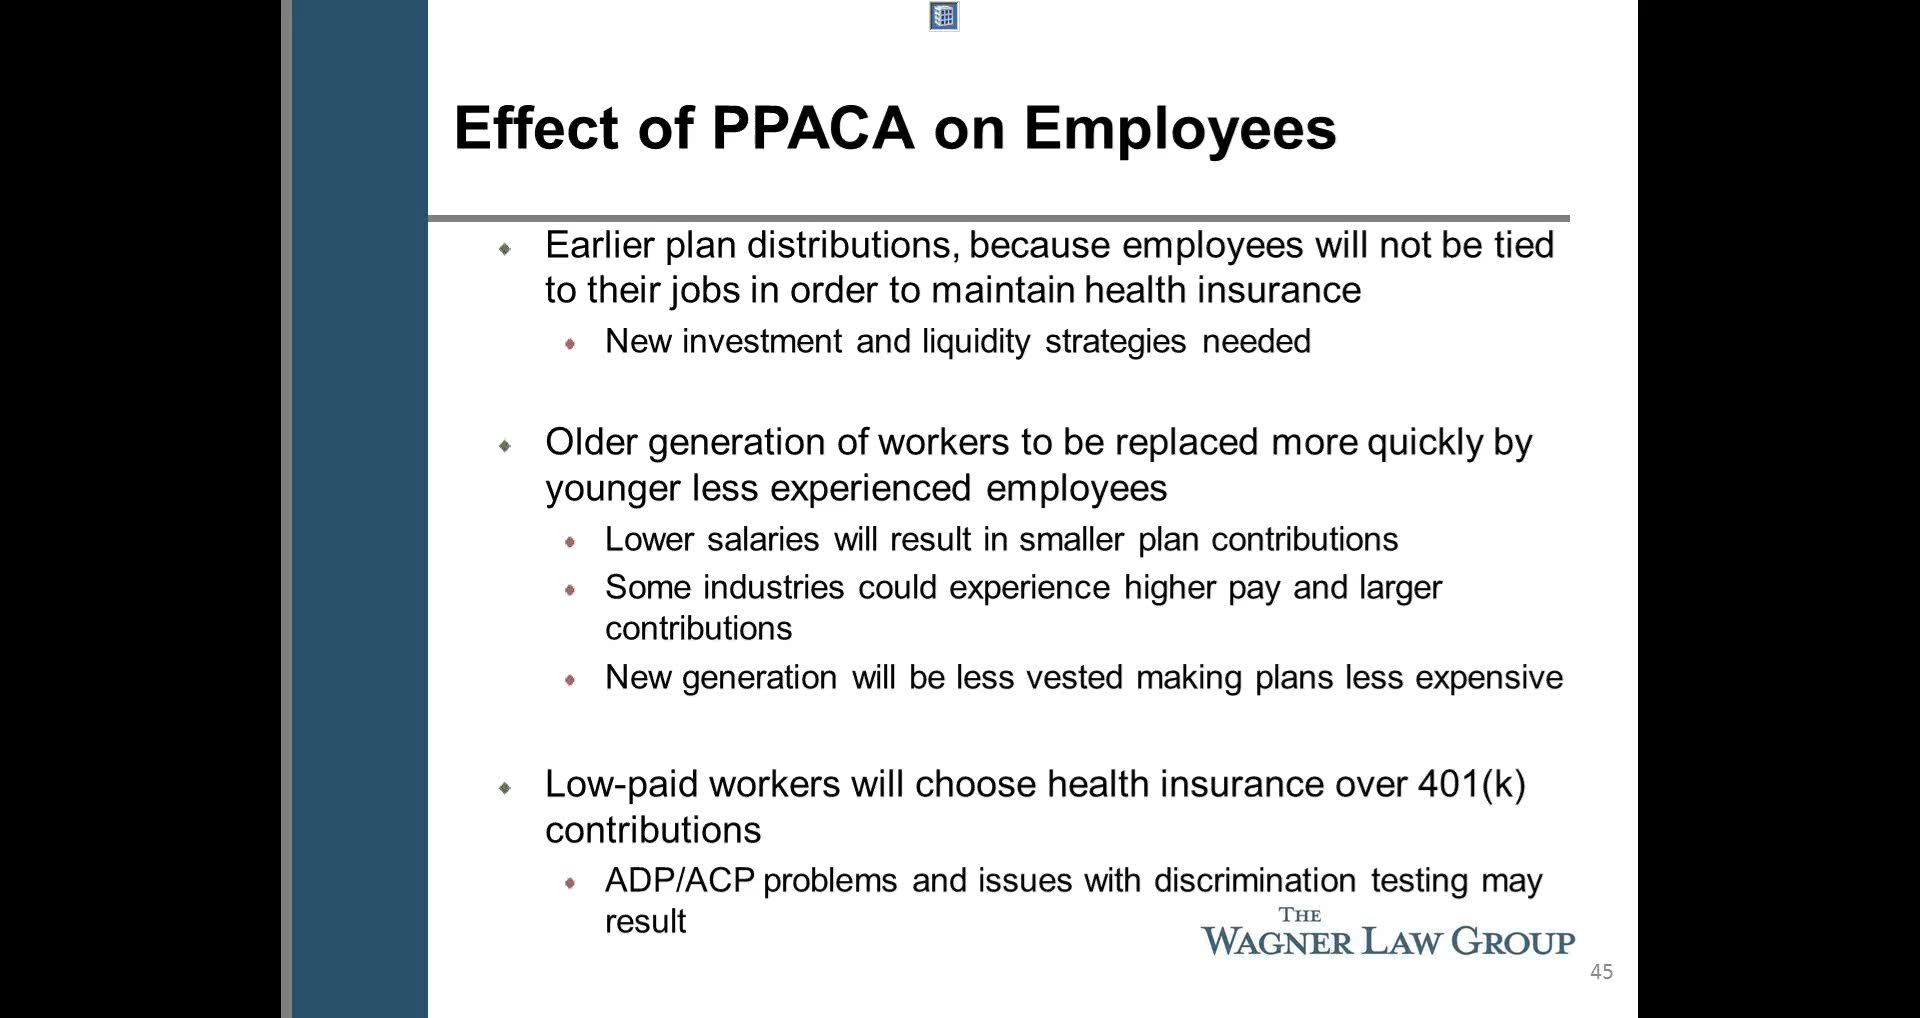 Effect of PPACA on Employees
Earlier plan distributions, because employees will not be tied
to their jobs in order to maintain health insurance
New investment and liquidity strategies needed
Older generation of workers to be replaced more quickly by
younger less experienced employees
Lower salaries will result in smaller plan contributions
Some industries could experience higher pay and larger
contributions
New generation will be less vested making plans less expensive
Low-paid workers will choose health insurance over 401(k)
contributions
ADP/ACP problems and issues with discrimination testing may
result
THE
WAGNER LAW GROUP
45